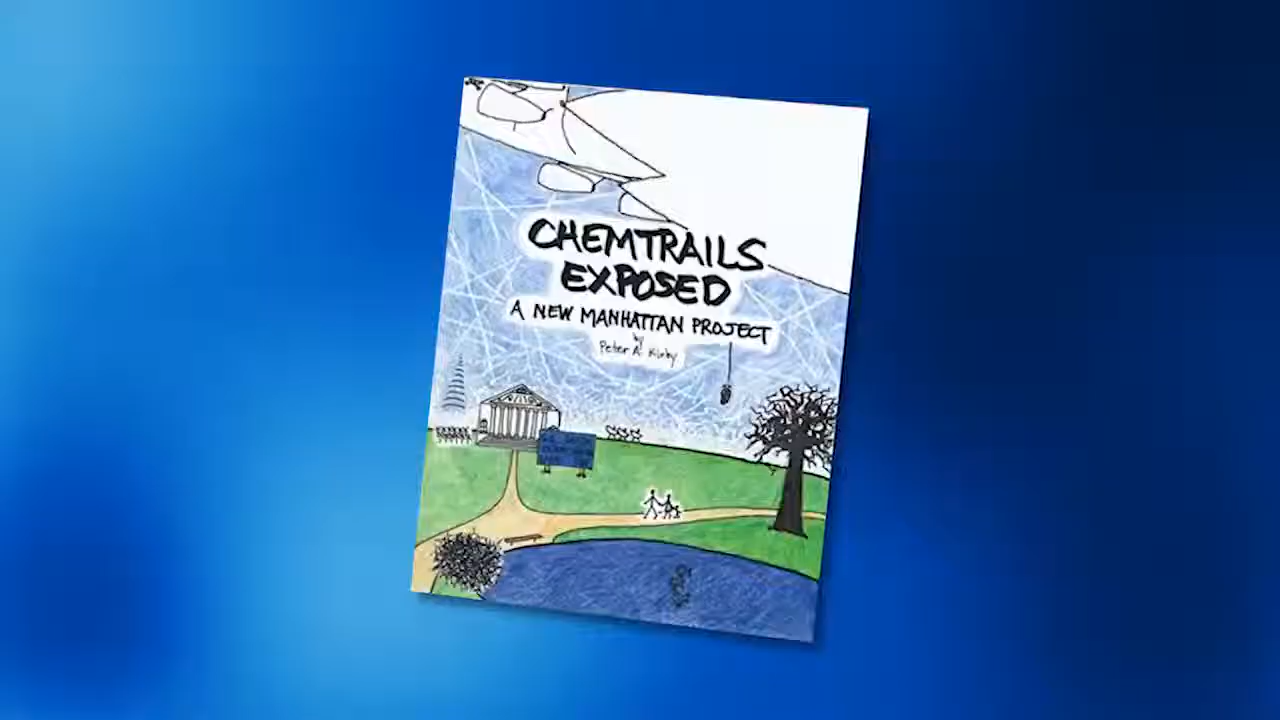 CHEMTRAILS
EXPOSED
A NEW MANHATTAN PROJECT
by
Peter A. Kirby